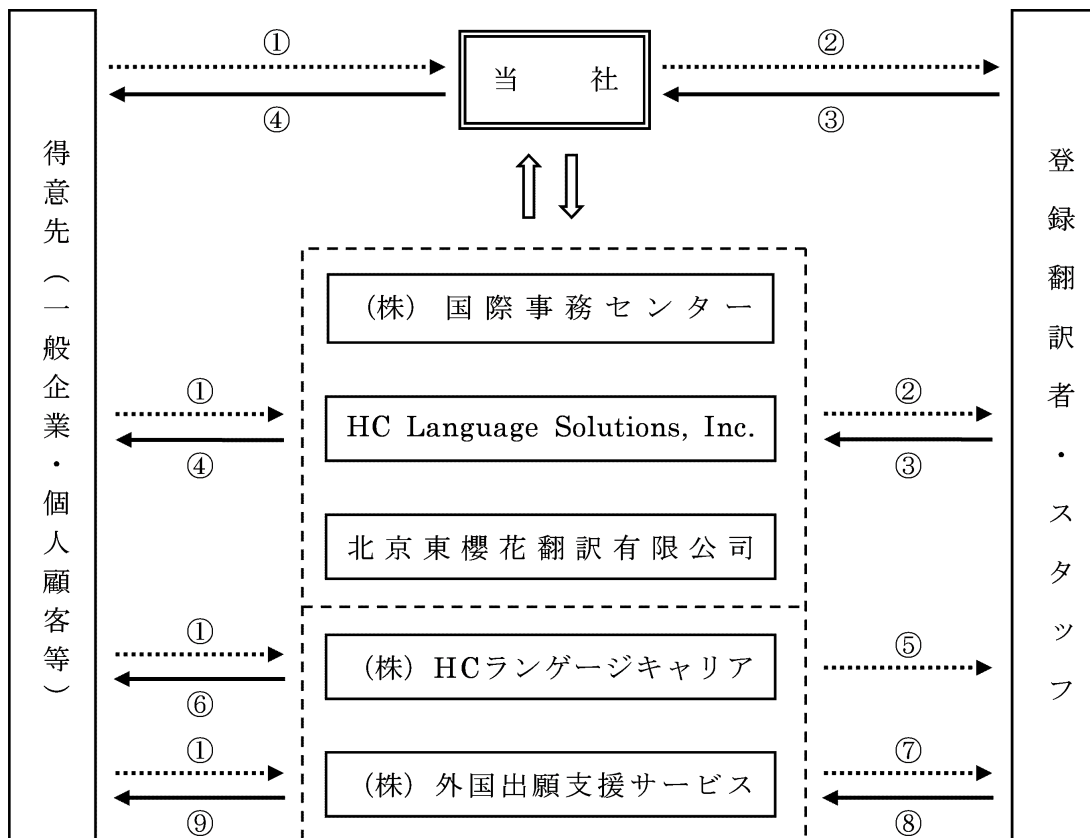 ①
②
当社
④
③
得意先（一般企業・個人顧客等）
登録翻訳者・スタッフ
(株) 国際事務センター
①
②
HC Language Solutions, Inc.
④
③
北京東櫻花翻訳有限公司
①
⑤
(株) HCランゲージキャリア
⑥
①
⑦
(株) 外国出願支援サービス
⑨
⑧